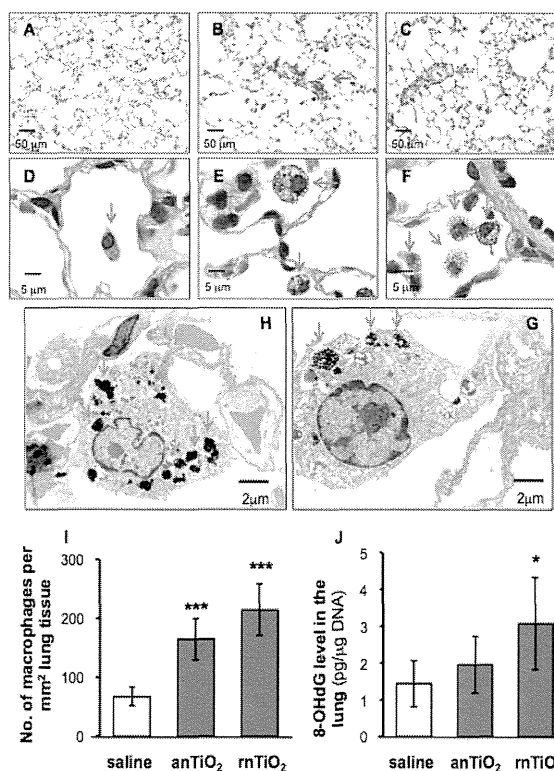 A
50 μm
B
50 μm
C
50 μm
D
5 μm
E
5 μm
F
5 μm
H
2μm
G
2μm
I
No. of macrophages per
mm² lung tissue
300
200
100
0
***
***
saline anTiO₂ rnTiO₂
J
8-OHdG level in the
lung (pg/μg DNA)
5
4
3
2
1
0
*
saline anTiO₂